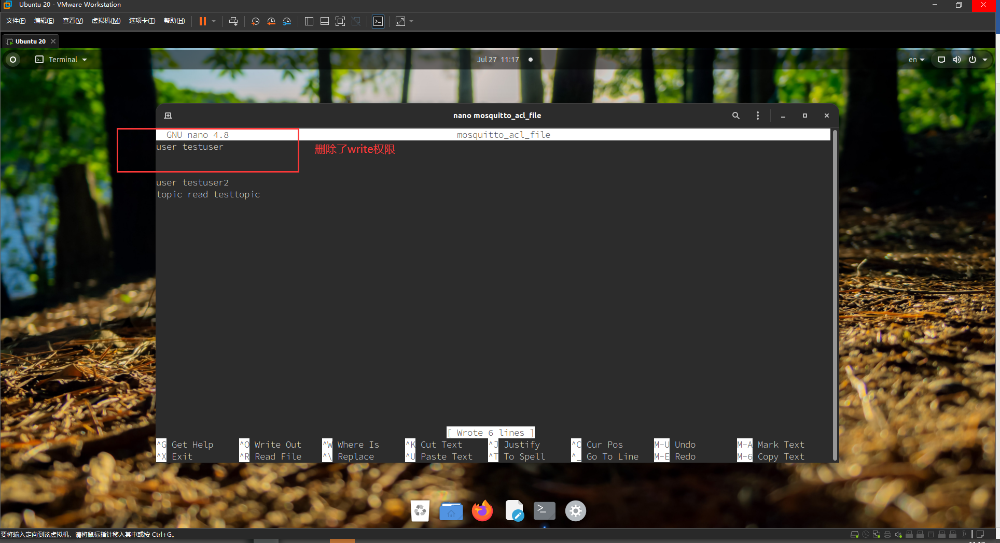 Ubuntu 20 - VMware Workstation
文件(F) 编辑(E) 查看(V) 虚拟机(M) 选项卡(T) 帮助(H)
Ubuntu 20
Terminal Jul 27 11:17 en
nano mosquitto_acl_file
GNU nano 4.8 mosquitto_acl_file
user testuser
删除了write权限
user testuser2
topic read testtopic
[ Wrote 6 lines ]
^G Get Help ^O Write Out ^W Where Is ^K Cut Text ^J Justify ^C Cur Pos M-U Undo M-A Mark Text
^X Exit ^R Read File ^\ Replace ^U Paste Text ^T To Spell ^_ Go To Line M-E Redo M-6 Copy Text
要将输入定向到该虚拟机，请将鼠标指针移入其中或按 Ctrl+G。